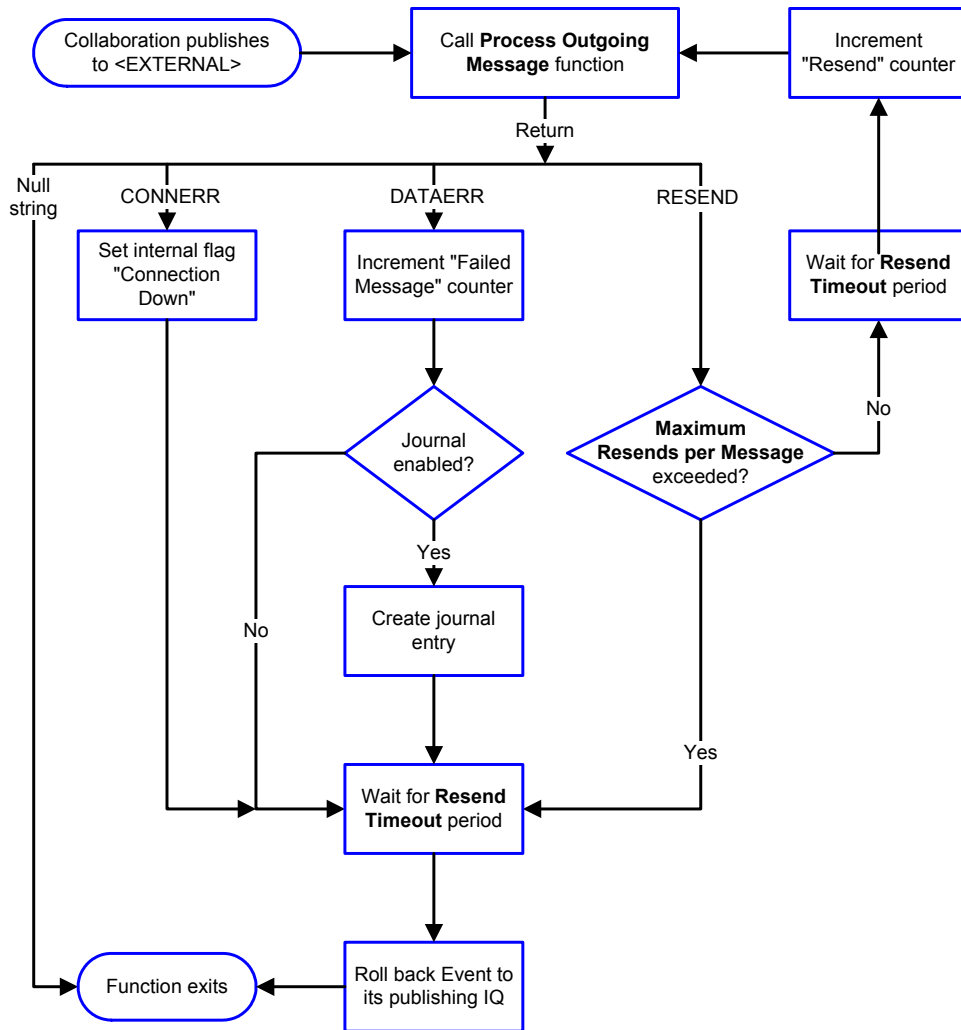 Collaboration publishes
to <EXTERNAL>
Call Process Outgoing
Message function
Increment
"Resend" counter
Return
Null
string
CONNERR
DATAERR
RESEND
Set internal flag
"Connection
Down"
Increment "Failed
Message" counter
Wait for Resend
Timeout period
No
Journal
enabled?
Maximum
Resends per Message
exceeded?
Yes
No
Create journal
entry
Yes
Wait for Resend
Timeout period
Function exits
Roll back Event to
its publishing IQ